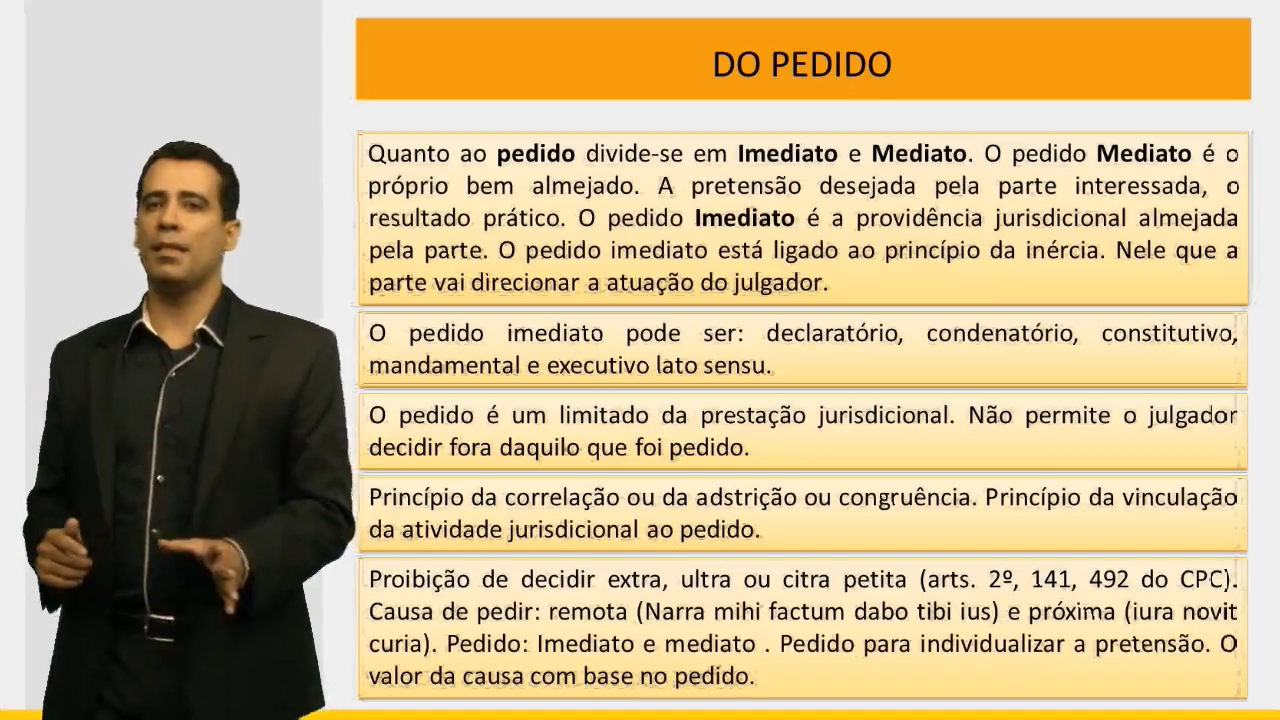 DO PEDIDO
Quanto ao pedido divide-se em Imediato e Mediato. O pedido Mediato é o
próprio bem almejado. A pretensão desejada pela parte interessada, o
resultado prático. O pedido Imediato é a providência jurisdicional almejada
pela parte. O pedido imediato está ligado ao princípio da inércia. Nele que a
parte vai direcionar a atuação do julgador.
O pedido imediato pode ser: declaratório, condenatório, constitutivo,
mandamental e executivo lato sensu.
O pedido é um limitado da prestação jurisdicional. Não permite o julgador
decidir fora daquilo que foi pedido.
Princípio da correlação ou da adstrição ou congruência. Princípio da vinculação
da atividade jurisdicional ao pedido.
Proibição de decidir extra, ultra ou citra petita (arts. 2º, 141, 492 do CPC).
Causa de pedir: remota (Narra mihi factum dabo tibi ius) e próxima (iura novit
curia). Pedido: Imediato e mediato . Pedido para individualizar a pretensão. O
valor da causa com base no pedido.